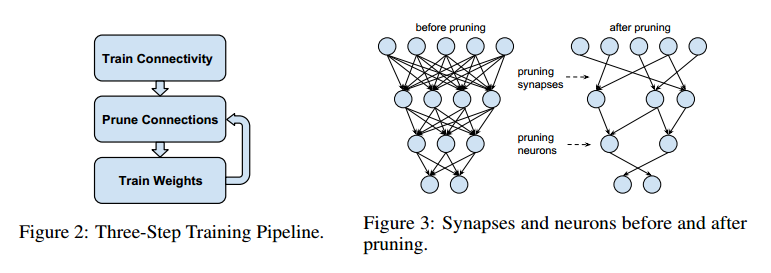 Train Connectivity
Prune Connections
Train Weights
Figure 2: Three-Step Training Pipeline.
before pruning
after pruning
pruning
synapses
pruning
neurons
Figure 3: Synapses and neurons before and after
pruning.